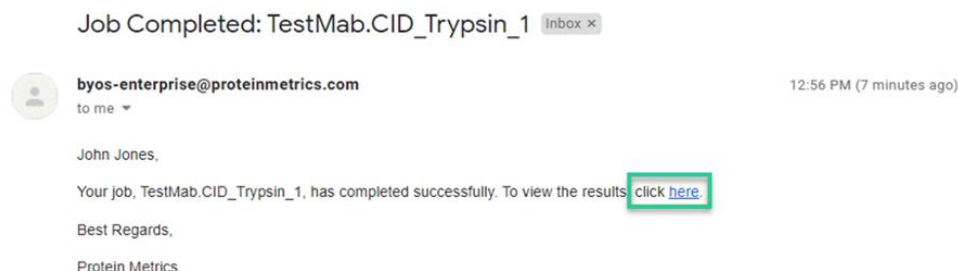 Job Completed: TestMab.CID_Trypsin_1 Inbox ×
byos-enterprise@proteinmetrics.com 12:56 PM (7 minutes ago)
to me
John Jones,
Your job, TestMab.CID_Trypsin_1, has completed successfully. To view the results, click here.
Best Regards,
Protein Metrics